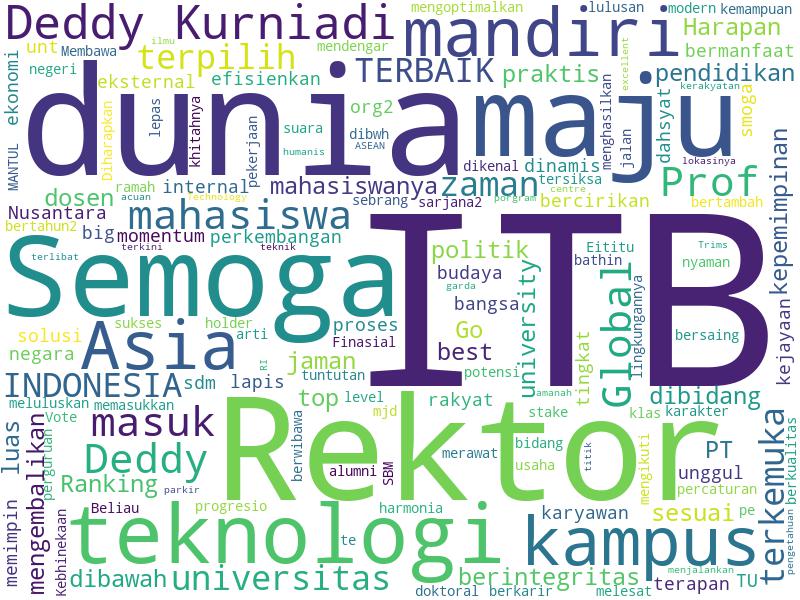 mengoptimalkan
lulusan
modern
kemampuan
Deddy Kurniadi
mandiri
Harapan
ilmu
unt
Membawa
terpilih
mendengar
bermanfaat
ekonomi
negeri
eksternal
efisienkan
TERBAIK
praktis
excellent
pendidikan
kerakyatan
dunia
maju
MANTUL
Diharapkan
lepas
khitahnya
pekerjaan
suara
humanis
org2
dibwh
ASEAN
menghasilkan
jalan
dahsyat
smoga
lokasinya
dikenal
dinamis
tersiksa
dosen
ramah
acuan
internal
Technology
mahasiswanya
zaman
centre
Prof
kepemimpinan
Nusantara
mahasiswa
sebrang
sarjana2
porgram
bercirikan
bertambah
bertahun2
big
momentum
perkembangan
terkini
teknik
terlibat
Semoga
ITB
politik
Eititu
Trims
budaya
bathin
nyaman
garda
bangsa
university
Global
lingkungannya
kejayaan
solusi
sukses
holder
arti
proses
Finasial
Go
best
tingkat
bersaing
negara
Asia
RI
jaman
tuntutan
potensi
INDONESIA
sdm
lapis
top
level
rakyat
amanah
stake
dibidang
klas
karakter
meluluskan
memasukkan
Vote
masuk
mjd
Rektor
luas
mengembalikan
perguruan
Deddy
berwibawa
alumni
SBM
merawat
bidang
usaha
titik
mengikuti
PT
unggul
terkemuka
berkualitas
Ranking
parkir
percaturan
memimpin
Kebhinekaan
Beliau
progresio
harmonia
karyawan
sesuai
pe
pengetahuan
teknologi
te
kampus
dibawah
universitas
berintegritas
menjalankan
doktoral
berkarir
melesat
terapan
TU